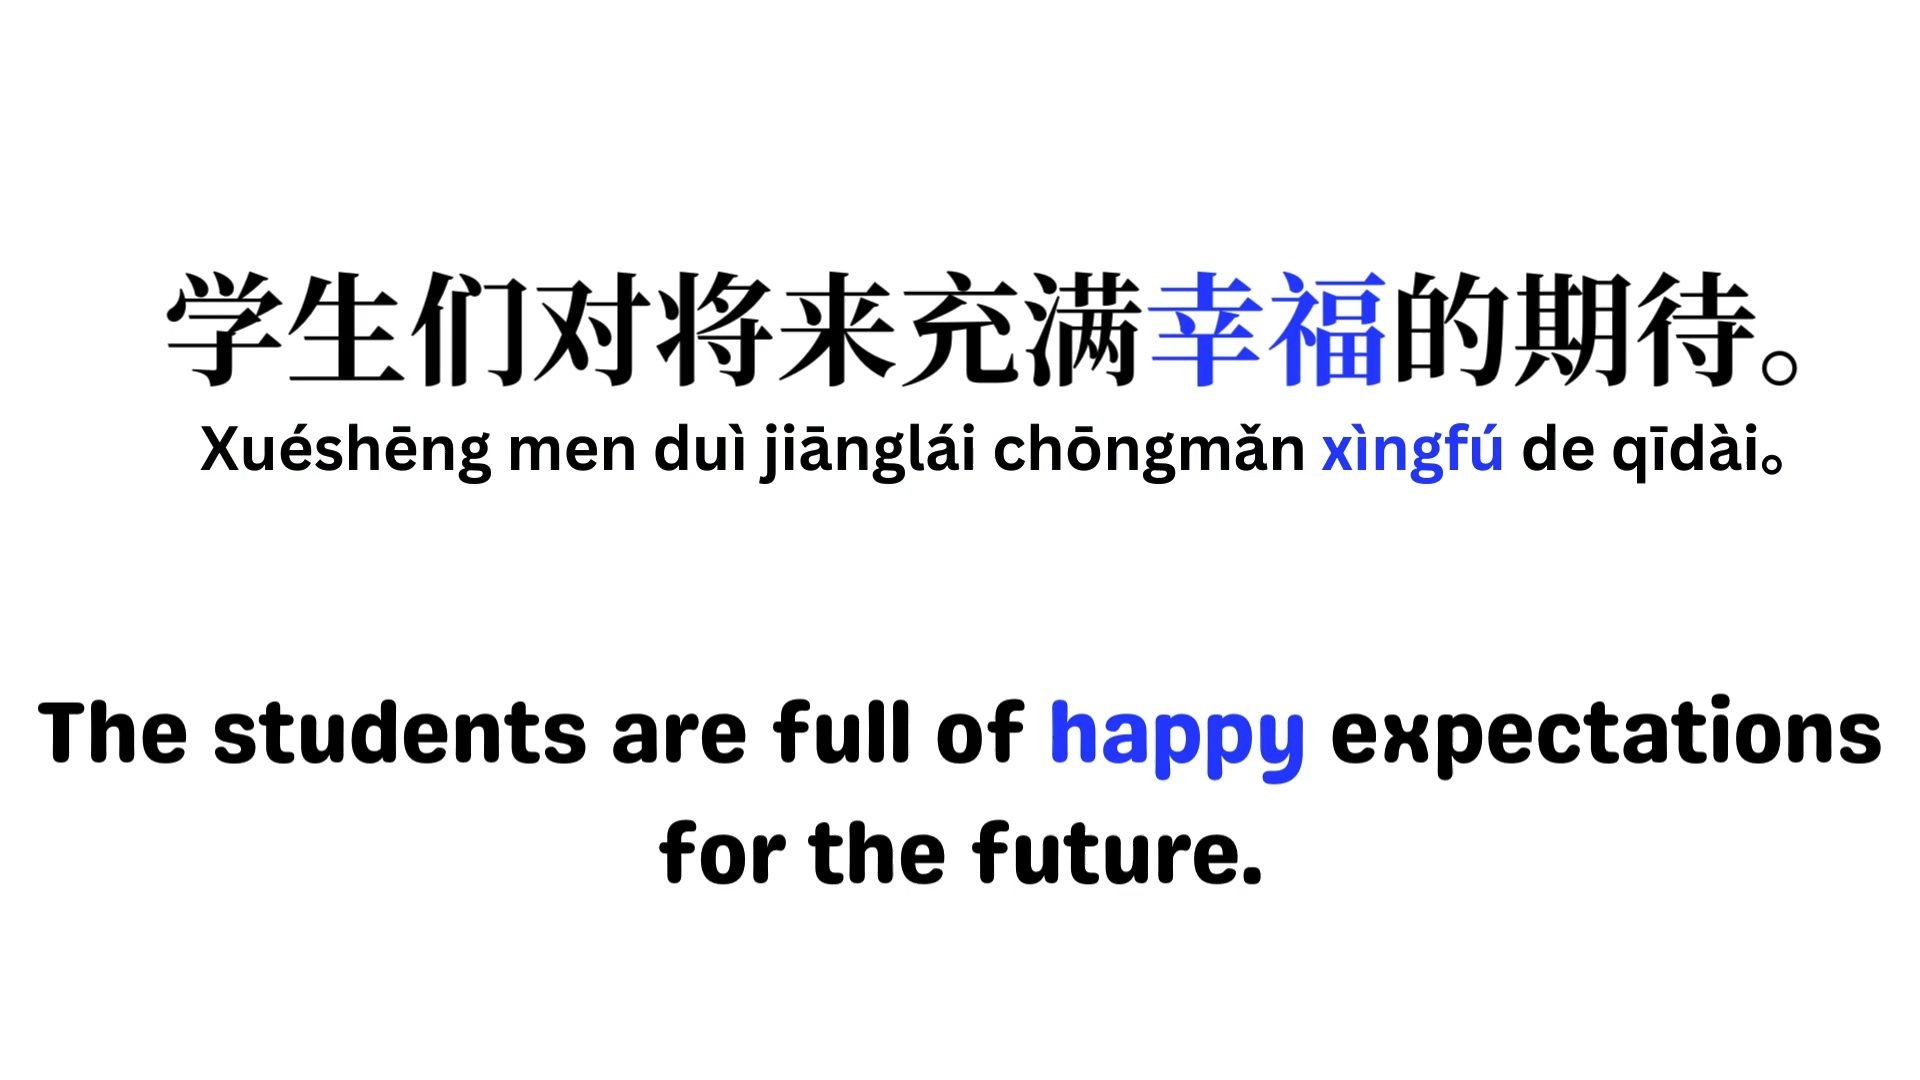 学生们对将来充满幸福的期待。
Xuéshēng men duì jiānglái chōngmǎn xìngfú de qīdài。
The students are full of happy expectations
for the future.